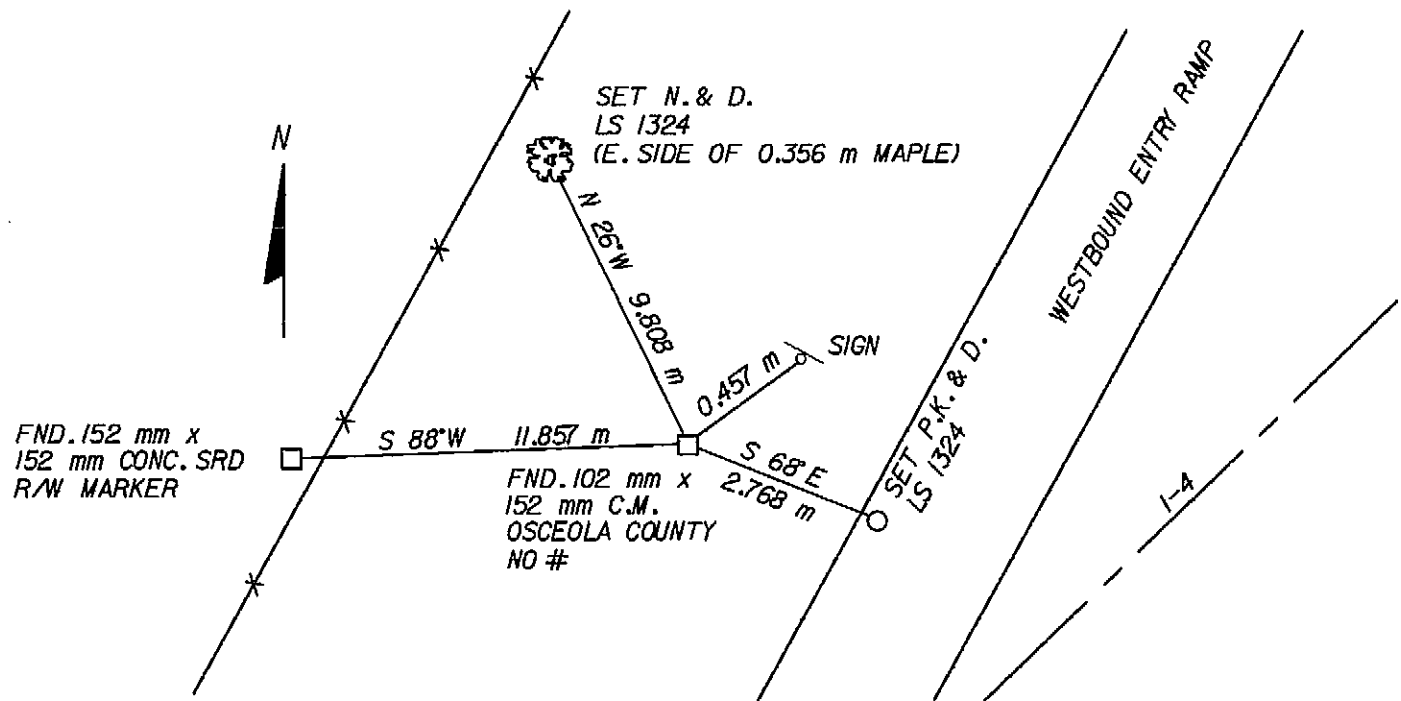 N
SET N. & D.
LS 1324
(E. SIDE OF 0.356 m MAPLE)
WESTBOUND ENTRY RAMP
N 26°W 9.808 m
0.457 m
SIGN
FND. 152 mm x
152 mm CONC. SRD
R/W MARKER
S 88°W 11.857 m
S 68°E
2.768 m
SET P.K. & D.
LS 1324
FND. 102 mm x
152 mm C.M.
OSCEOLA COUNTY
NO #
I-4